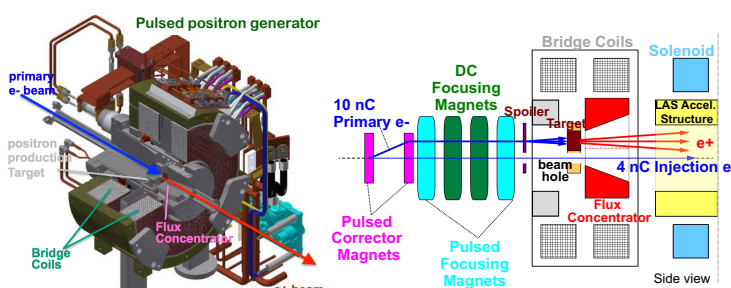 Pulsed positron generator
primary
e- beam
positron
production
Target
Bridge
Coils
Flux
Concentrator
Bridge Coils
Solenoid
DC
Focusing
Magnets
Spoiler
Target
LAS Accel.
Structure
10 nC
Primary e-
e+
beam
hole
4 nC Injection e
Flux
Concentrator
Pulsed
Corrector
Magnets
Pulsed
Focusing
Magnets
Side view